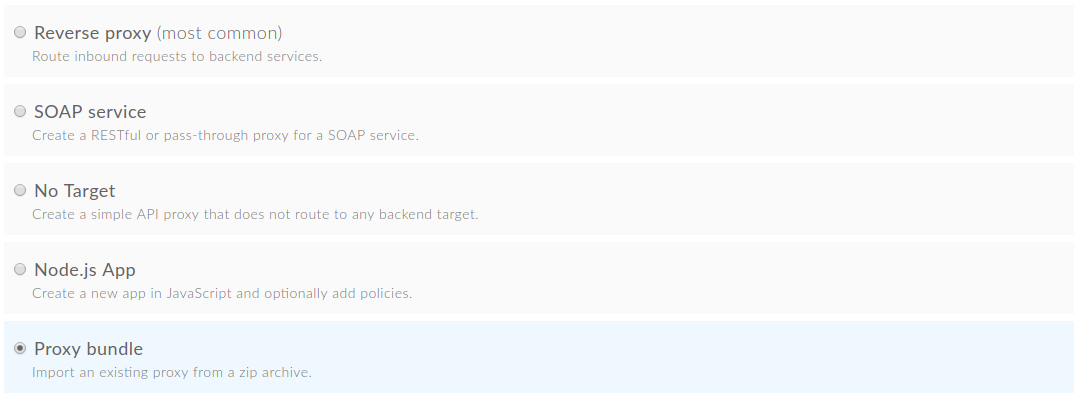 Reverse proxy (most common)
Route inbound requests to backend services.
SOAP service
Create a RESTful or pass-through proxy for a SOAP service.
No Target
Create a simple API proxy that does not route to any backend target.
Node.js App
Create a new app in JavaScript and optionally add policies.
Proxy bundle
Import an existing proxy from a zip archive.